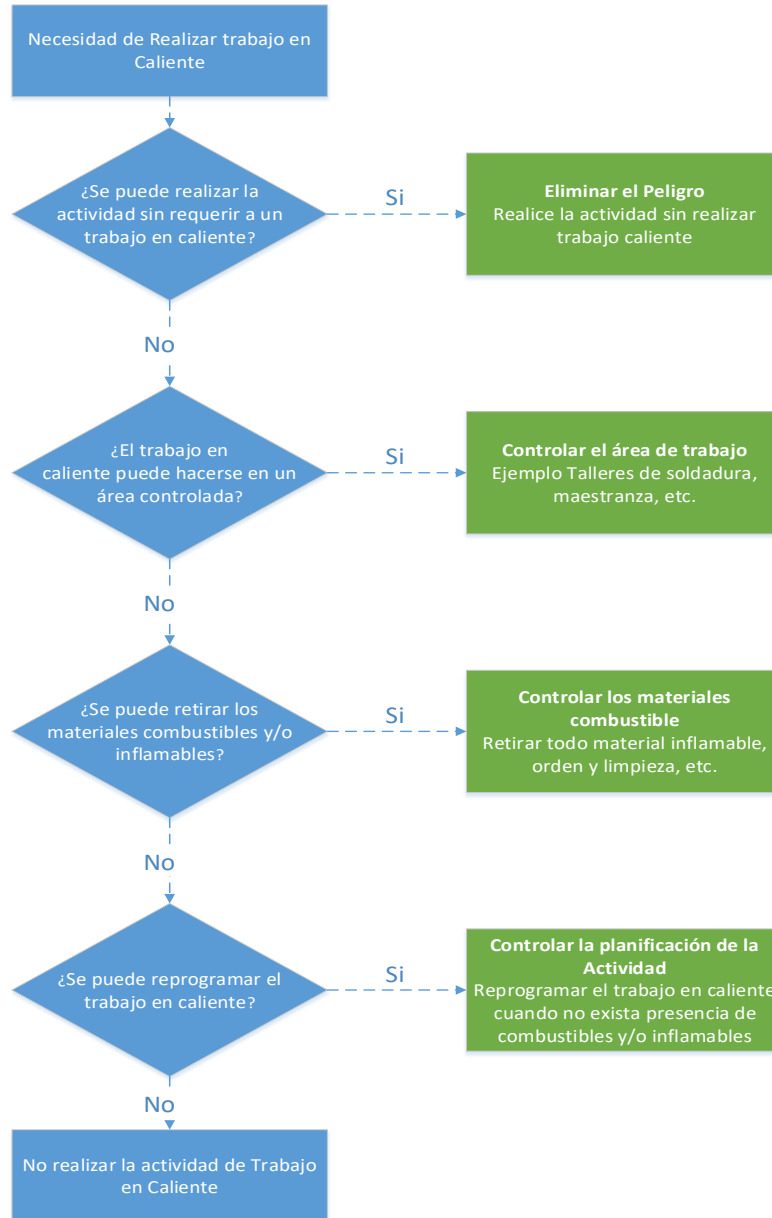 Necesidad de Realizar trabajo en
Caliente
¿Se puede realizar la
actividad sin requerir a un
trabajo en caliente?
Si
Eliminar el Peligro
Realice la actividad sin realizar
trabajo caliente
No
¿El trabajo en
caliente puede hacerse en un
área controlada?
Si
Controlar el área de trabajo
Ejemplo Talleres de soldadura,
maestranza, etc.
No
¿Se puede retirar los
materiales combustibles y/o
inflamables?
Si
Controlar los materiales
combustible
Retirar todo material inflamable,
orden y limpieza, etc.
No
¿Se puede reprogramar el
trabajo en caliente?
Si
Controlar la planificación de la
Actividad
Reprogramar el trabajo en caliente
cuando no exista presencia de
combustibles y/o inflamables
No
No realizar la actividad de Trabajo
en Caliente